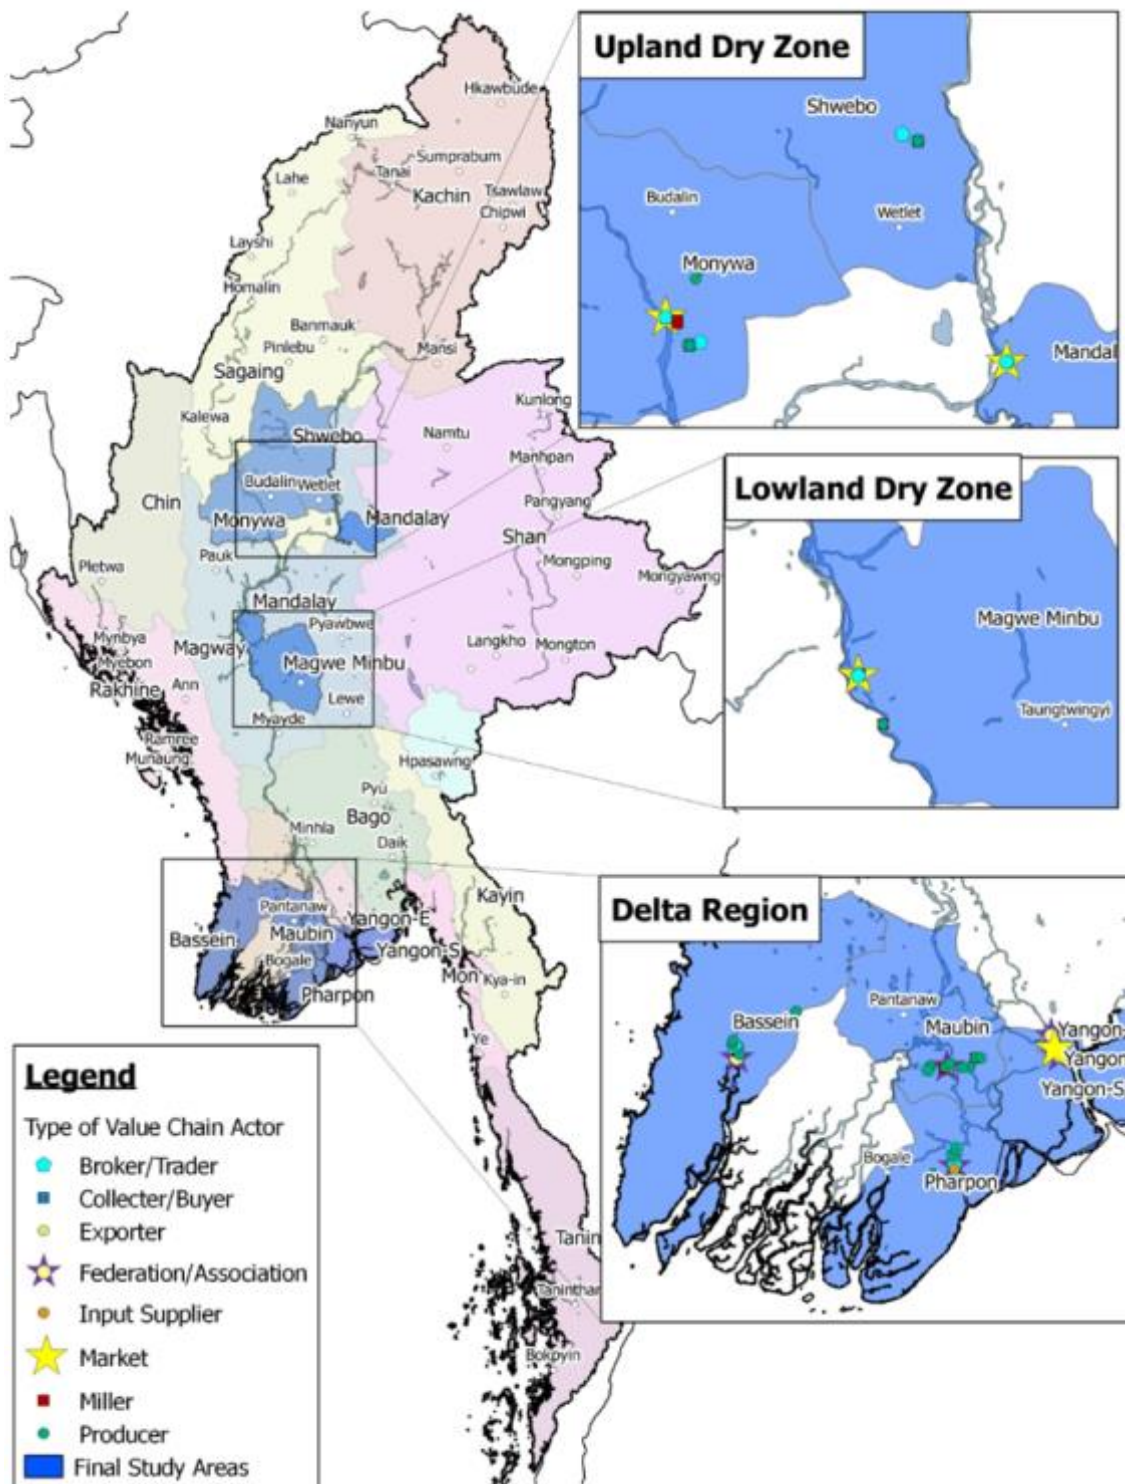 Upland Dry Zone
Shwebo
Budalin
Wetlet
Monywa
Mandal
Lowland Dry Zone
Magwe Minbu
Taungtwingyi
Delta Region
Pantanaw
Bassein
Maubin
Yangon-
Yangon
Yangon-S
Bogale
Pharpon
Hkawbude
Nanyun
Sumprabum
Tanai
Lahe
Kachin
Tsawlaw
Chipwi
Layshi
Homalin
Banmauk
Pinlebu
Mansi
Sagaing
Kalewa
Kunlong
Shwebo
Namtu
Manhpan
Budalin
Wetlet
Chin
Pangyang
Monywa
Mandalay
Shan
Pauk
Mongping
Pletwa
Mongyawng
Mandalay
Pyawbwe
Mynbya
Magway
Langkho
Mongton
Myebon
Magwe Minbu
Rakhine
Ann
Lewe
Myayde
Ramree
Munaung
Hpasawng
Pyu
Bago
Minhla
Daik
Kayin
Pantanaw
Yangon-E
Bassein
Maubin
Yangon-S
Bogale
Mon
Kya-in
Pharpon
Ye
Tanin
Taninthar
Bokpyin
Legend
Type of Value Chain Actor
Broker/Trader
Collecter/Buyer
Exporter
Federation/Association
Input Supplier
Market
Miller
Producer
Final Study Areas